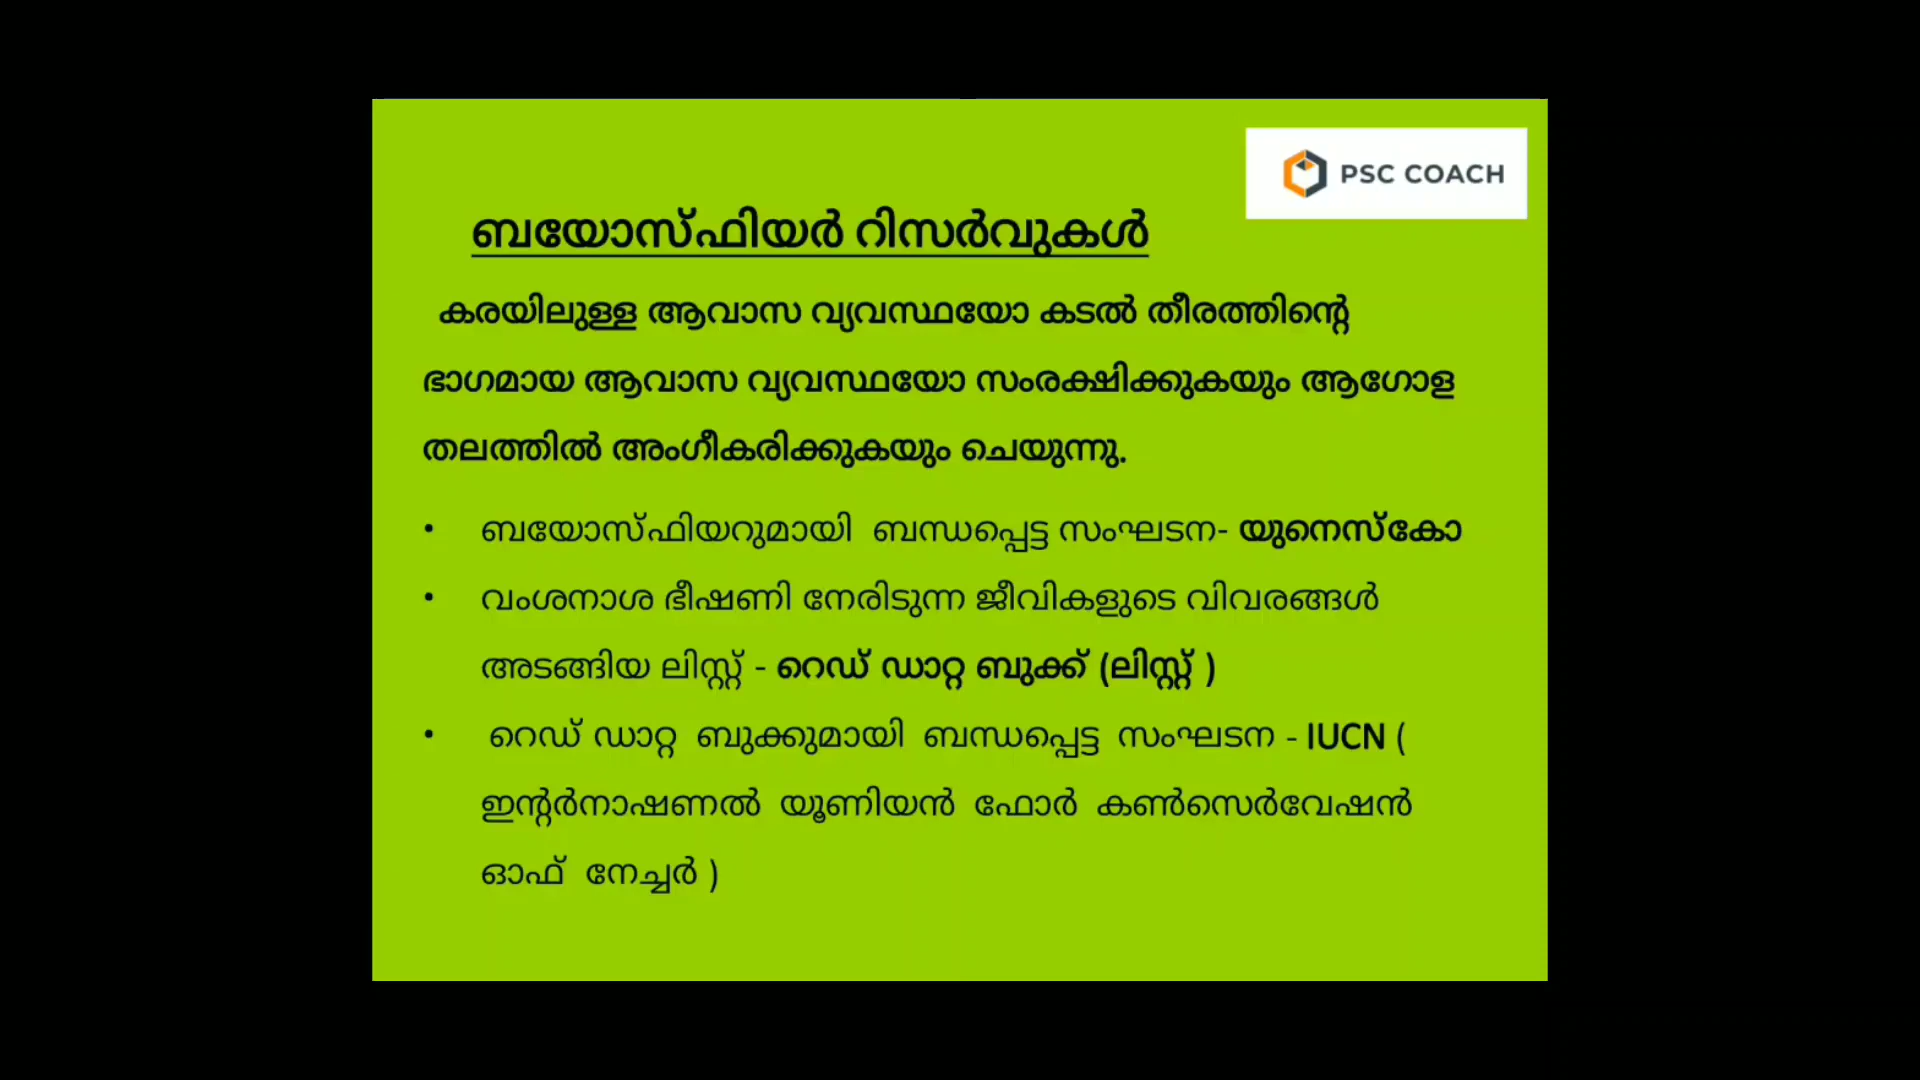 PSC COACH
ബയോസ്ഫിയർ റിസർവുകൾ
കരയിലുള്ള ആവാസ വ്യവസ്ഥയോ കടൽ തീരത്തിന്റെ
ഭാഗമായ ആവാസ വ്യവസ്ഥയോ സംരക്ഷിക്കുകയും ആഗോള
തലത്തിൽ അംഗീകരിക്കുകയും ചെയുന്നു.
• ബയോസ്ഫിയറുമായി ബന്ധപ്പെട്ട സംഘടന- യുനെസ്കോ
• വംശനാശ ഭീഷണി നേരിടുന്ന ജീവികളുടെ വിവരങ്ങൾ
അടങ്ങിയ ലിസ്റ്റ് - റെഡ് ഡാറ്റ ബുക്ക് (ലിസ്റ്റ് )
• റെഡ് ഡാറ്റ ബുക്കുമായി ബന്ധപ്പെട്ട സംഘടന - IUCN (
ഇന്റർനാഷണൽ യൂണിയൻ ഫോർ കൺസെർവേഷൻ
ഓഫ് നേച്ചർ )